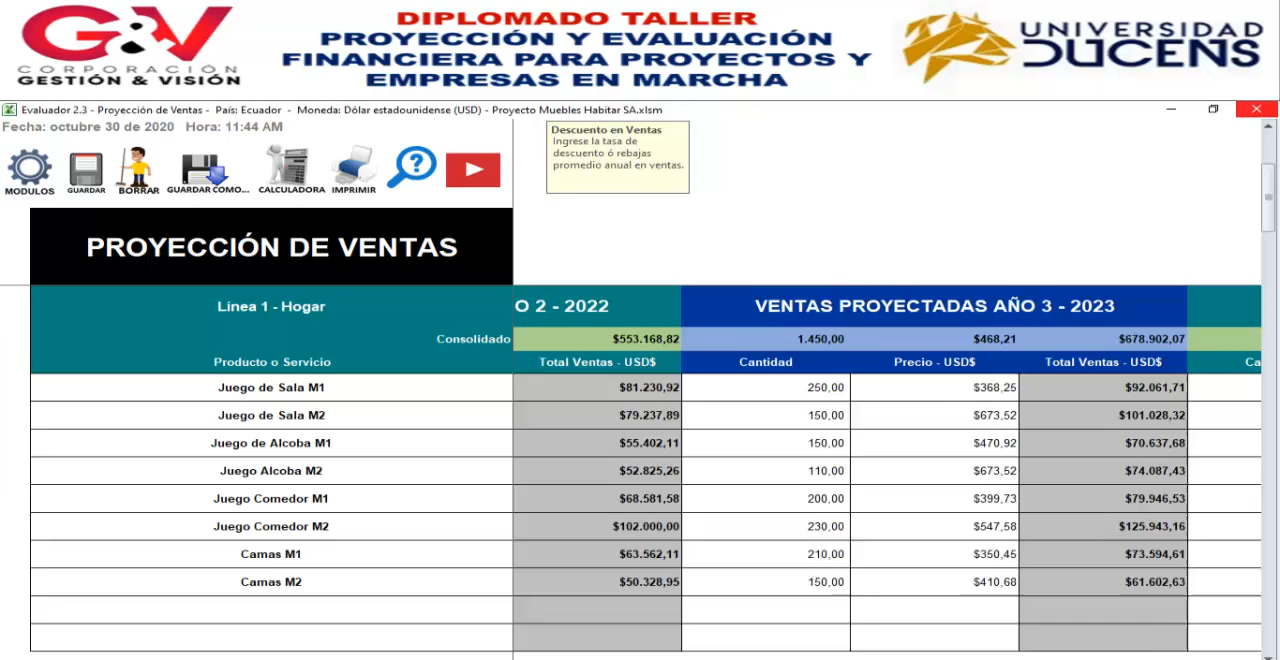 G&V
CORPORACIÓN
GESTIÓN & VISIÓN
DIPLOMADO TALLER
PROYECCIÓN Y EVALUACIÓN
FINANCIERA PARA PROYECTOS Y
EMPRESAS EN MARCHA
UNIVERSIDAD
DUCENS
Evaluador 2.3 - Proyección de Ventas - País: Ecuador - Moneda: Dólar estadounidense (USD) - Proyecto Muebles Habitar SA.xlsm
Fecha: octubre 30 de 2020 Hora: 11:44 AM
Descuento en Ventas
Ingrese la tasa de
descuento ó rebajas
promedio anual en ventas.
MODULOS GUARDAR BORRAR GUARDAR COMO... CALCULADORA IMPRIMIR
PROYECCIÓN DE VENTAS
Línea 1 - Hogar O 2 - 2022 VENTAS PROYECTADAS AÑO 3 - 2023
Consolidado $553.168,82 1.450,00 $468,21 $678.902,07
Producto o Servicio Total Ventas - USD$ Cantidad Precio - USD$ Total Ventas - USD$ Ca
Juego de Sala M1 $81.230,92 250,00 $368,25 $92.061,71
Juego de Sala M2 $79.237,89 150,00 $673,52 $101.028,32
Juego de Alcoba M1 $55.402,11 150,00 $470,92 $70.637,68
Juego Alcoba M2 $52.825,26 110,00 $673,52 $74.087,43
Juego Comedor M1 $68.581,58 200,00 $399,73 $79.946,53
Juego Comedor M2 $102.000,00 230,00 $547,58 $125.943,16
Camas M1 $63.562,11 210,00 $350,45 $73.594,61
Camas M2 $50.328,95 150,00 $410,68 $61.602,63